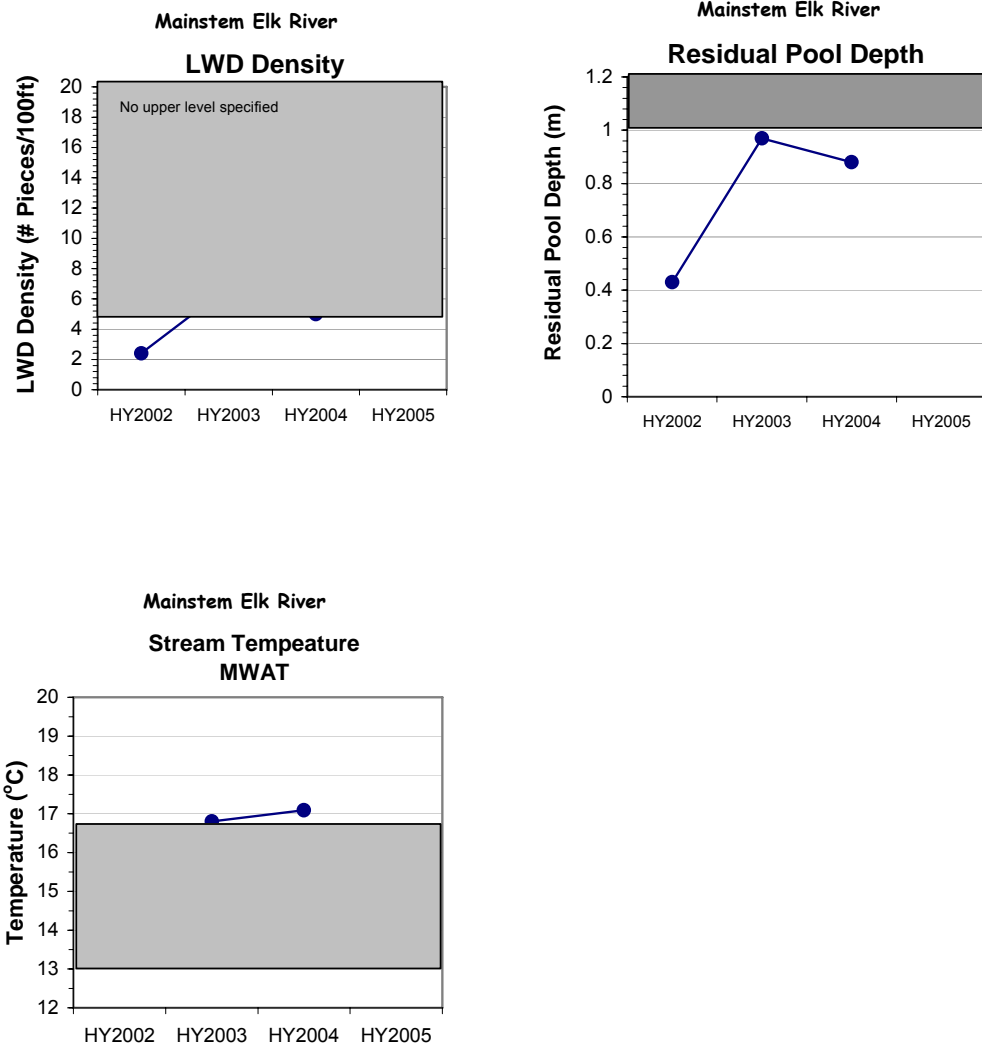 Mainstem Elk River
LWD Density
LWD Density (# Pieces/100ft)
20
18
16
14
12
10
8
6
4
2
0
No upper level specified
HY2002 HY2003 HY2004 HY2005
Mainstem Elk River
Residual Pool Depth
Residual Pool Depth (m)
1.2
1
0.8
0.6
0.4
0.2
0
HY2002 HY2003 HY2004 HY2005
Mainstem Elk River
Stream Tempeature
MWAT
Temperature (°C)
20
19
18
17
16
15
14
13
12
HY2002 HY2003 HY2004 HY2005